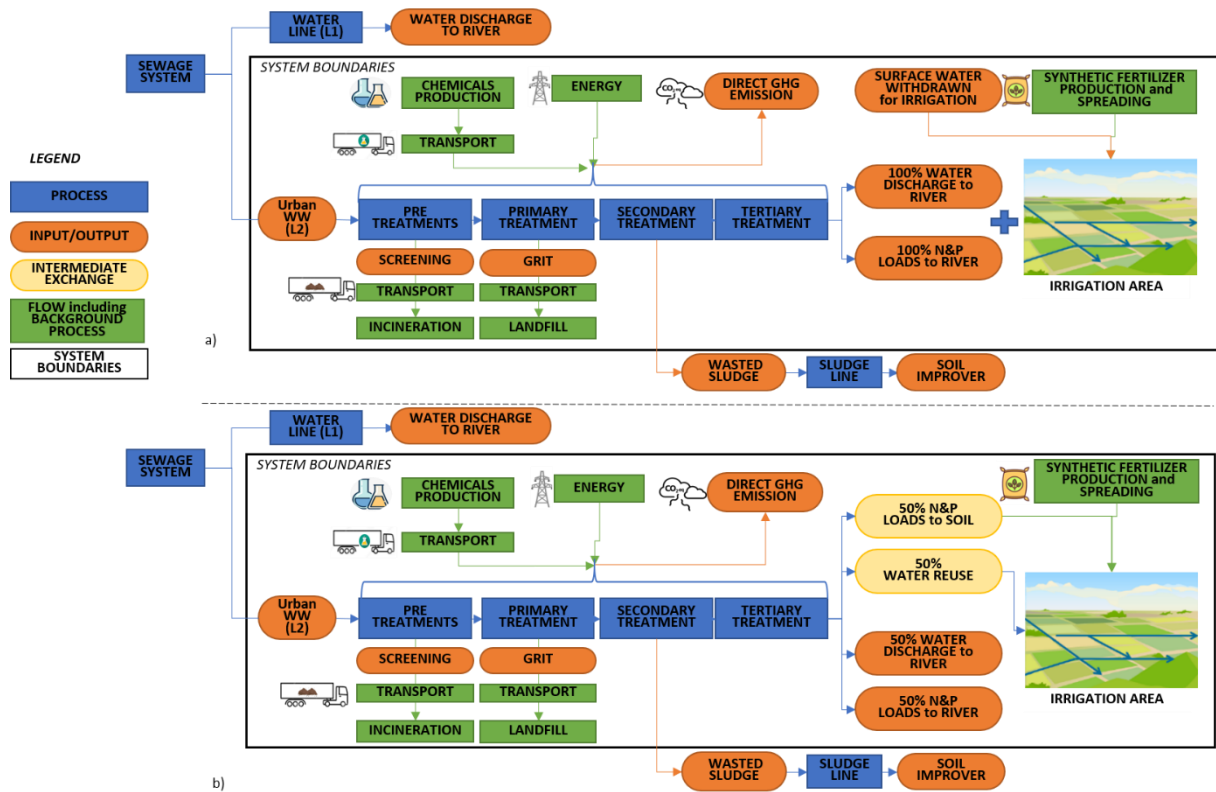 WATER
LINE (L1)
WATER DISCHARGE
TO RIVER
SEWAGE
SYSTEM
SYSTEM BOUNDARIES
CHEMICALS
PRODUCTION
ENERGY
CO₂ eq
DIRECT GHG
EMISSION
SURFACE WATER
WITHDRAWN
for IRRIGATION
SYNTHETIC FERTILIZER
PRODUCTION and
SPREADING
TRANSPORT
LEGEND
PROCESS
INPUT/OUTPUT
INTERMEDIATE
EXCHANGE
FLOW including
BACKGROUND
PROCESS
SYSTEM
BOUNDARIES
Urban
WW
(L2)
PRE
TREATMENTS
PRIMARY
TREATMENT
SECONDARY
TREATMENT
TERTIARY
TREATMENT
100% WATER
DISCHARGE to
RIVER
100% N&P
LOADS to RIVER
IRRIGATION AREA
SCREENING
GRIT
TRANSPORT
TRANSPORT
INCINERATION
LANDFILL
a)
WASTED
SLUDGE
SLUDGE
LINE
SOIL
IMPROVER
WATER
LINE (L1)
WATER DISCHARGE
TO RIVER
SEWAGE
SYSTEM
SYSTEM BOUNDARIES
CHEMICALS
PRODUCTION
ENERGY
CO₂ eq
DIRECT GHG
EMISSION
SYNTHETIC FERTILIZER
PRODUCTION and
SPREADING
TRANSPORT
50% N&P
LOADS to SOIL
50%
WATER REUSE
Urban
WW
(L2)
PRE
TREATMENTS
PRIMARY
TREATMENT
SECONDARY
TREATMENT
TERTIARY
TREATMENT
50% WATER
DISCHARGE to
RIVER
50% N&P
LOADS to RIVER
IRRIGATION AREA
SCREENING
GRIT
TRANSPORT
TRANSPORT
INCINERATION
LANDFILL
b)
WASTED
SLUDGE
SLUDGE
LINE
SOIL
IMPROVER